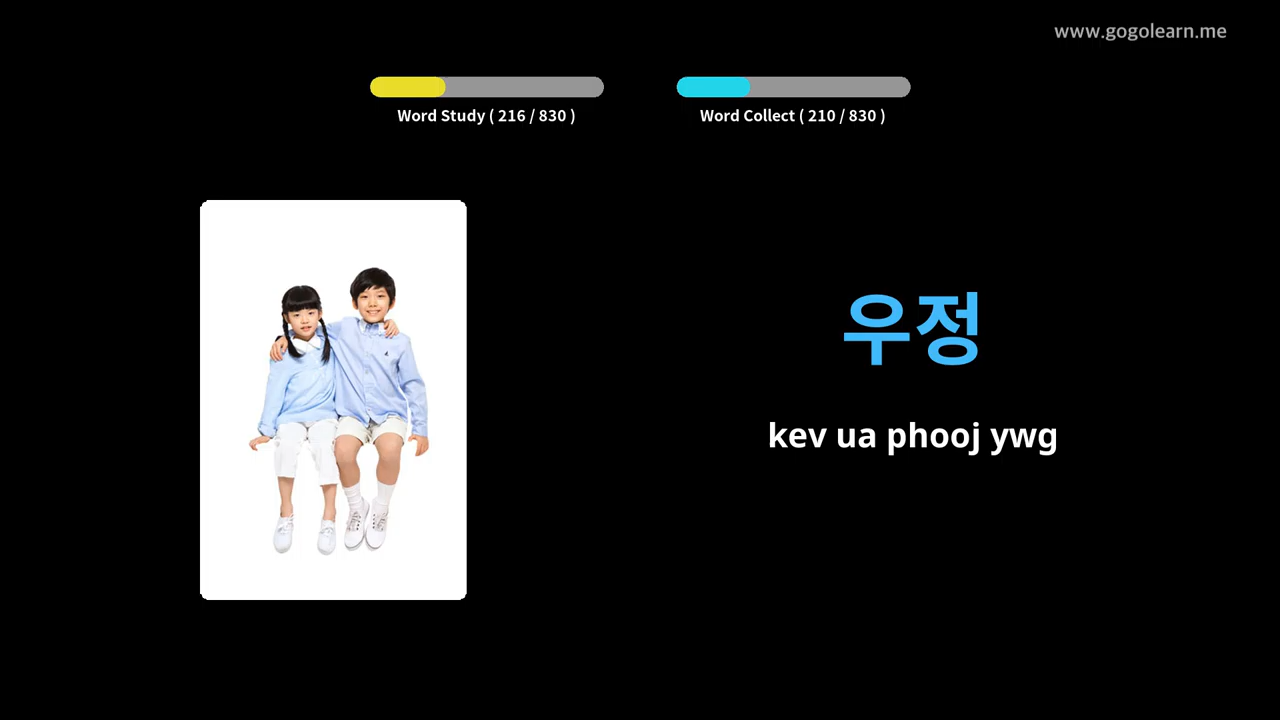 www.gogolearn.me
Word Study ( 216 / 830 )
Word Collect ( 210 / 830 )
우정
kev ua phooj ywg